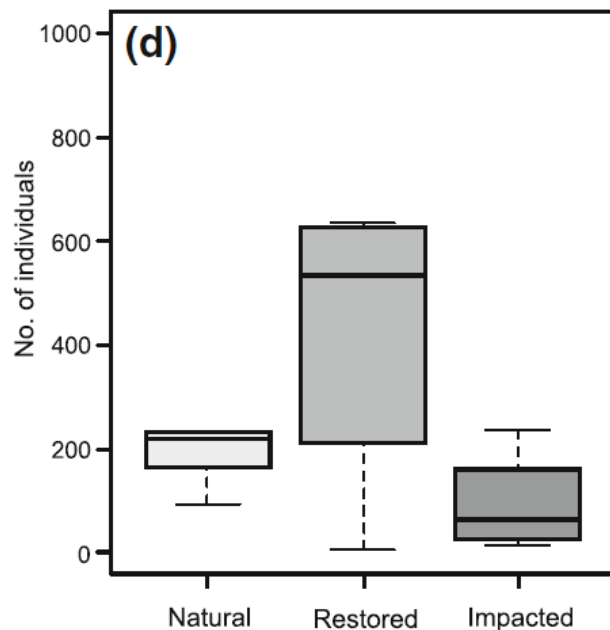 (d)
No. of individuals
1000
800
600
400
200
0
Natural Restored Impacted